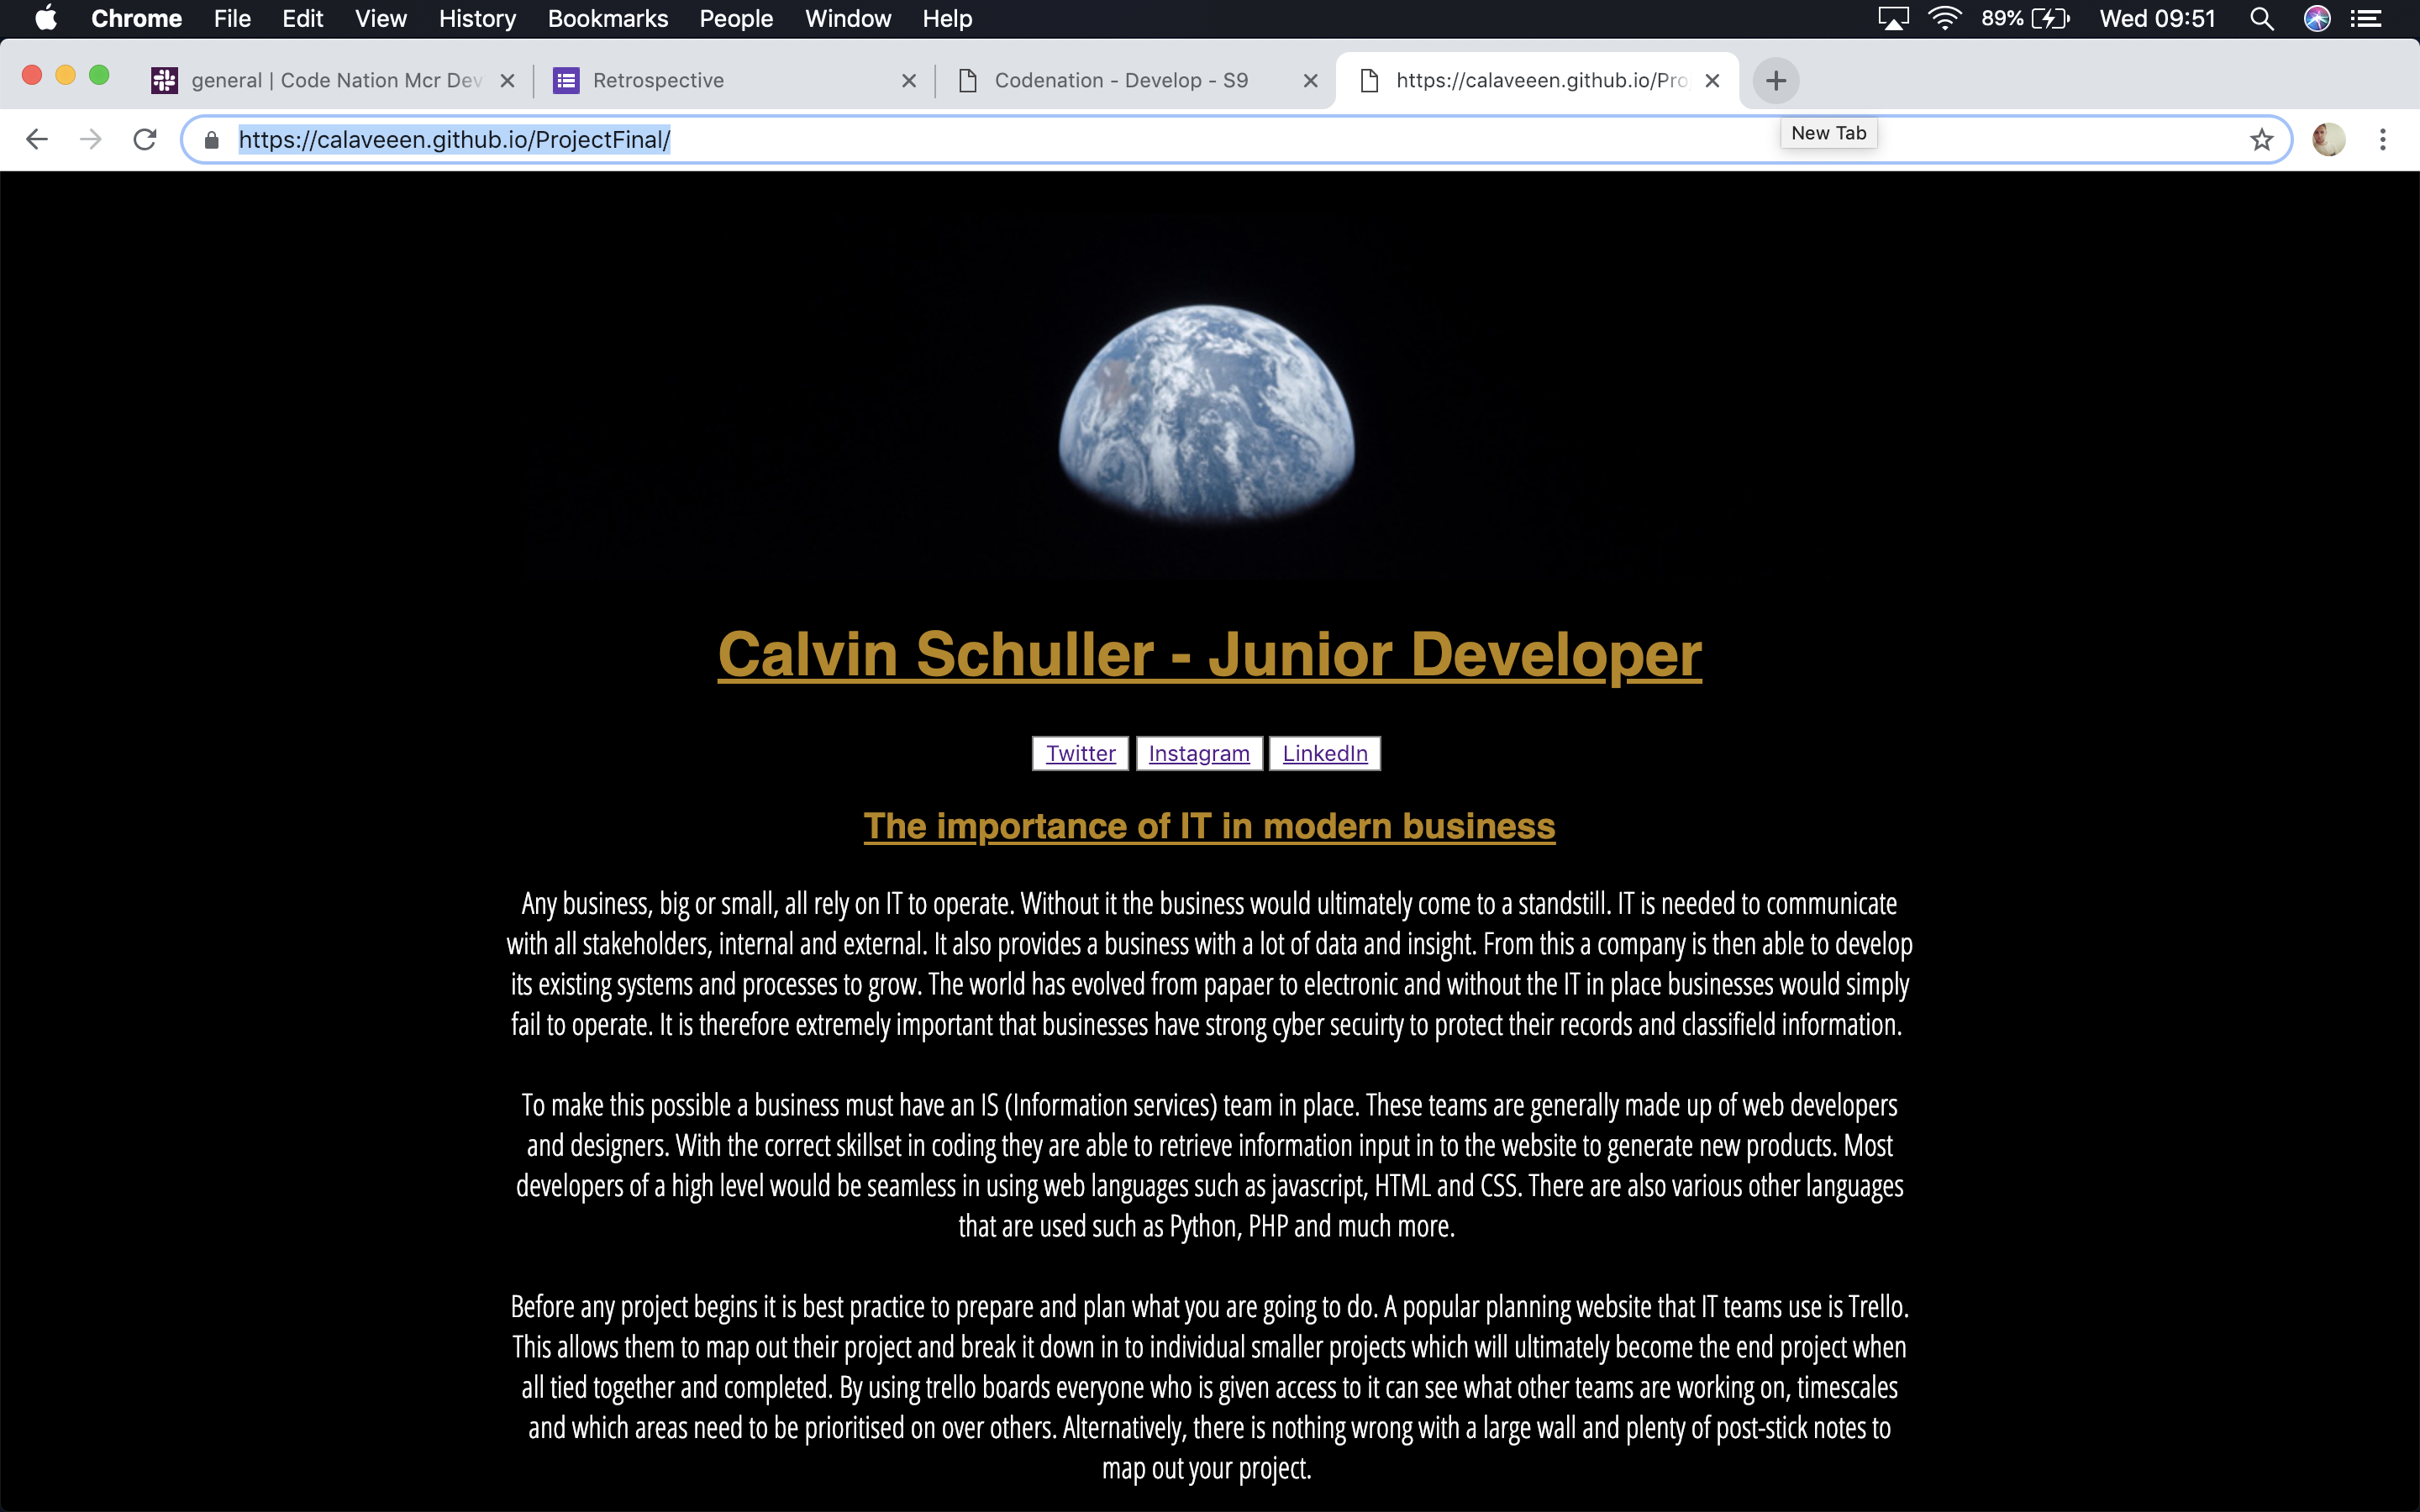 Chrome File Edit View History Bookmarks People Window Help 89% Wed 09:51
general | Code Nation Mcr Dev Retrospective Codenation - Develop - S9 https://calaveeen.github.io/Pro
https://calaveeen.github.io/ProjectFinal/
New Tab
Calvin Schuller - Junior Developer
Twitter Instagram LinkedIn
The importance of IT in modern business
Any business, big or small, all rely on IT to operate. Without it the business would ultimately come to a standstill. IT is needed to communicate
with all stakeholders, internal and external. It also provides a business with a lot of data and insight. From this a company is then able to develop
its existing systems and processes to grow. The world has evolved from papaer to electronic and without the IT in place businesses would simply
fail to operate. It is therefore extremely important that businesses have strong cyber secuirty to protect their records and classifield information.
To make this possible a business must have an IS (Information services) team in place. These teams are generally made up of web developers
and designers. With the correct skillset in coding they are able to retrieve information input in to the website to generate new products. Most
developers of a high level would be seamless in using web languages such as javascript, HTML and CSS. There are also various other languages
that are used such as Python, PHP and much more.
Before any project begins it is best practice to prepare and plan what you are going to do. A popular planning website that IT teams use is Trello.
This allows them to map out their project and break it down in to individual smaller projects which will ultimately become the end project when
all tied together and completed. By using trello boards everyone who is given access to it can see what other teams are working on, timescales
and which areas need to be prioritised on over others. Alternatively, there is nothing wrong with a large wall and plenty of post-stick notes to
map out your project.